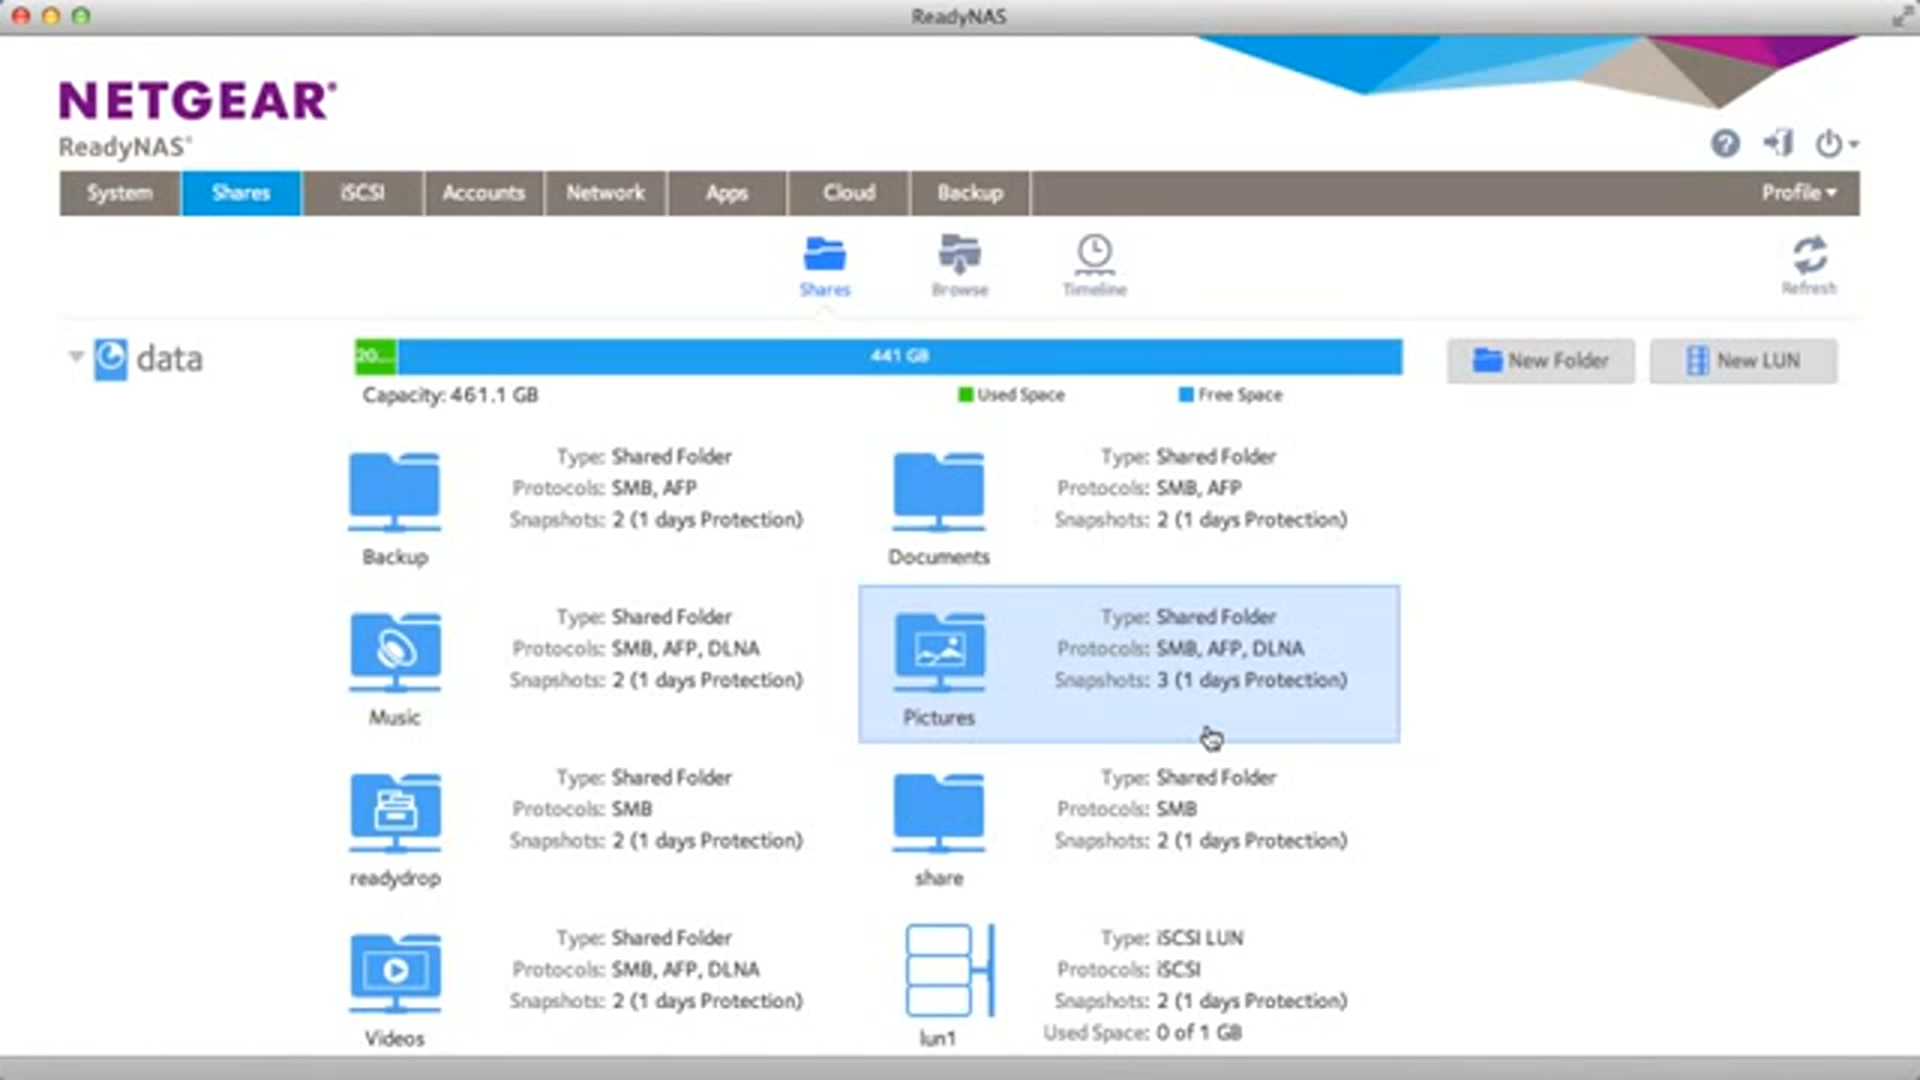 ReadyNAS
NETGEAR®
ReadyNAS®
System Shares iSCSI Accounts Network Apps Cloud Backup Profile
Shares Browse Timeline Refresh
data 20... 441 GB New Folder New LUN
Capacity: 461.1 GB Used Space Free Space
Type: Shared Folder
Protocols: SMB, AFP
Snapshots: 2 (1 days Protection)
Backup
Type: Shared Folder
Protocols: SMB, AFP
Snapshots: 2 (1 days Protection)
Documents
Type: Shared Folder
Protocols: SMB, AFP, DLNA
Snapshots: 2 (1 days Protection)
Music
Type: Shared Folder
Protocols: SMB, AFP, DLNA
Snapshots: 3 (1 days Protection)
Pictures
Type: Shared Folder
Protocols: SMB
Snapshots: 2 (1 days Protection)
readydrop
Type: Shared Folder
Protocols: SMB
Snapshots: 2 (1 days Protection)
share
Type: Shared Folder
Protocols: SMB, AFP, DLNA
Snapshots: 2 (1 days Protection)
Videos
Type: iSCSI LUN
Protocols: iSCSI
Snapshots: 2 (1 days Protection)
Used Space: 0 of 1 GB
lun1